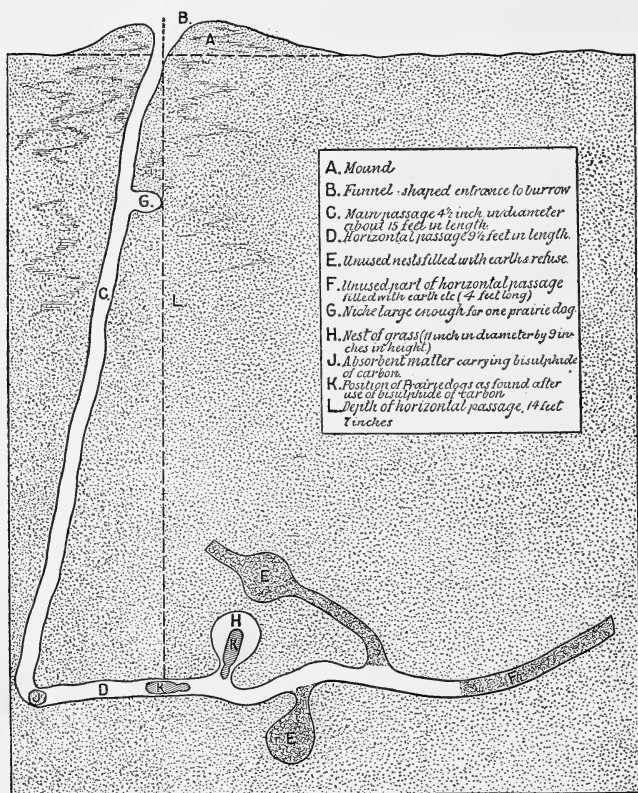 B.
A
G.
C.
L.
E
H
K
J
D
K
F
E
A. Mound
B. Funnel-shaped entrance to burrow
C. Main passage 4½ inch in diameter
about 15 feet in length.
D. Horizontal passage 9½ feet in length.
E. Unused nests filled with earth & refuse.
F. Unused part of horizontal passage
filled with earth etc (4 feet long)
G. Niche large enough for one prairie dog.
H. Nest of grass (11 inch in diameter by 9 in-
ches in height)
J. Absorbent matter carrying bisulphide
of carbon.
K. Position of Prairie dogs as found after
use of bisulphide of carbon
L. Depth of horizontal passage, 14 feet
7 inches